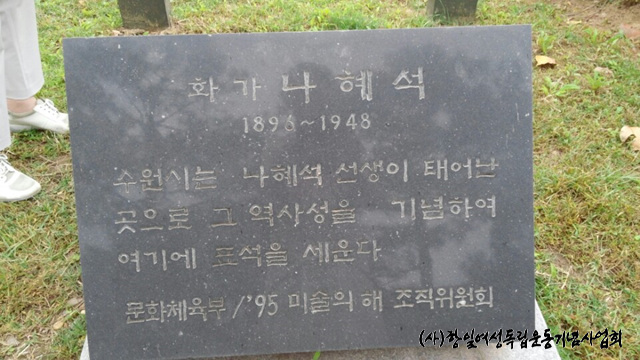 화가 나혜석
1896~1948
수원시는 나혜석 선생이 태어난
곳으로 그 역사성을 기념하여
여기에 표석을 세운다
문화체육부/'95 미술의 해 조직위원회
(사)항일여성독립운동기념사업회